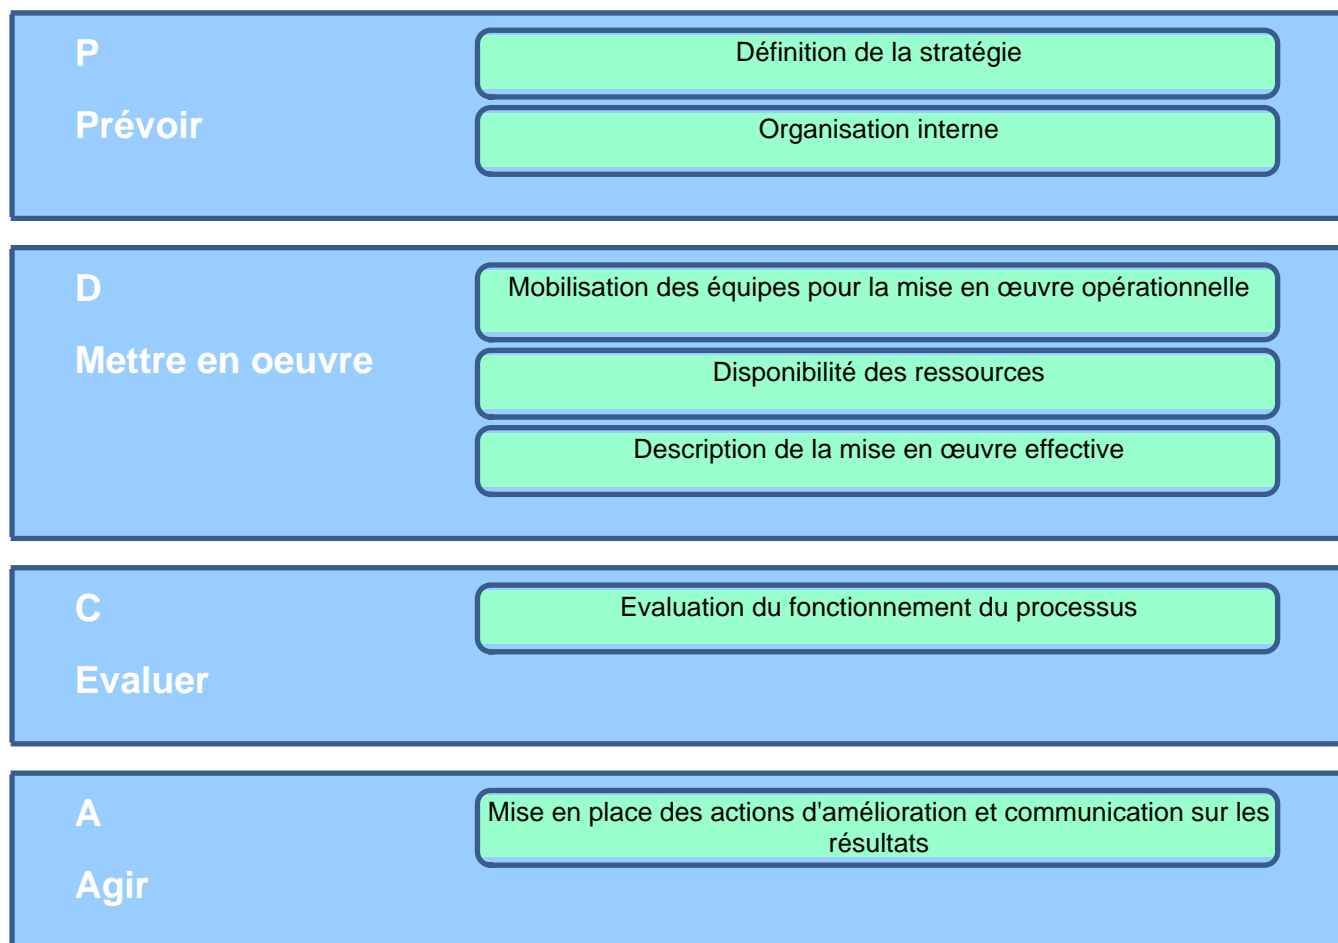 P
Prévoir
Définition de la stratégie
Organisation interne
D
Mettre en oeuvre
Mobilisation des équipes pour la mise en œuvre opérationnelle
Disponibilité des ressources
Description de la mise en œuvre effective
C
Evaluer
Evaluation du fonctionnement du processus
A
Agir
Mise en place des actions d'amélioration et communication sur les
résultats